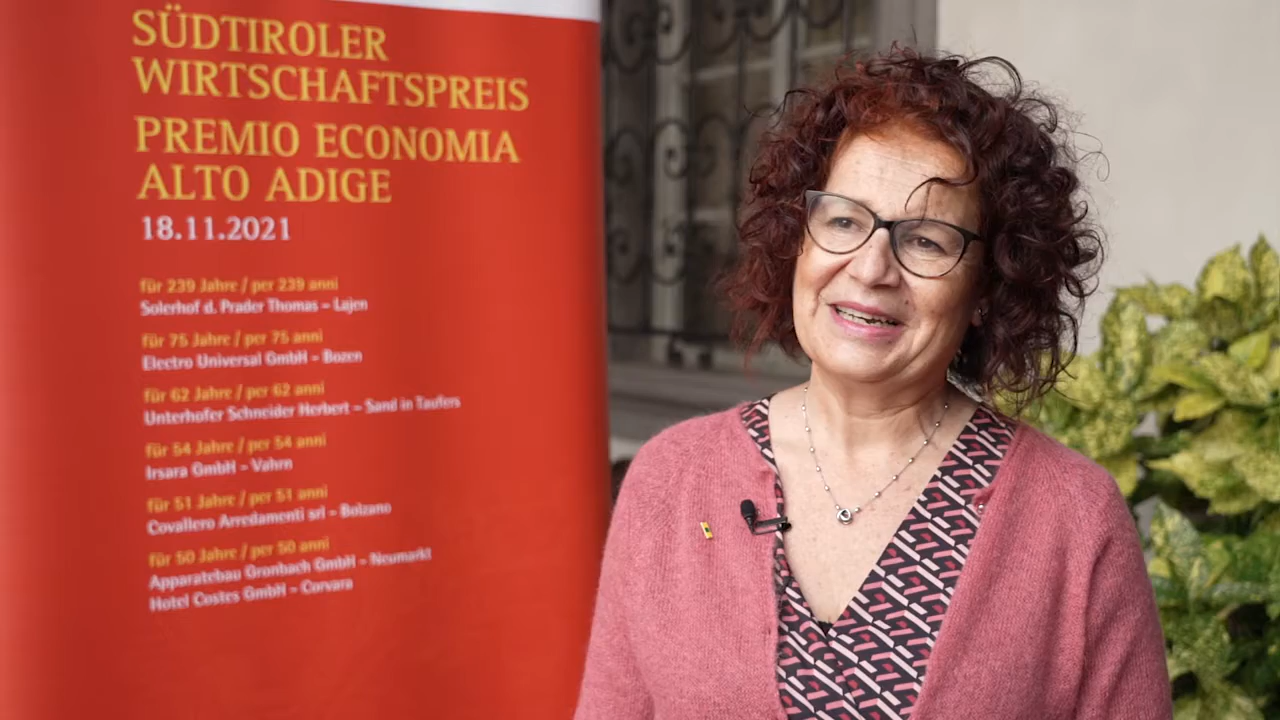 SÜDTIROLER
WIRTSCHAFTSPREIS
PREMIO ECONOMIA
ALTO ADIGE
18.11.2021
für 239 Jahre / per 239 anni
Solerhof d. Prader Thomas – Lajen
für 75 Jahre / per 75 anni
Electro Universal GmbH – Bozen
für 62 Jahre / per 62 anni
Unterhofer Schneider Herbert – Sand in Taufers
für 54 Jahre / per 54 anni
Irsara GmbH – Vahrn
für 51 Jahre / per 51 anni
Covallero Arredamenti srl – Bolzano
für 50 Jahre / per 50 anni
Apparatebau Gronbach GmbH – Neumarkt
Hotel Costes GmbH – Corvara